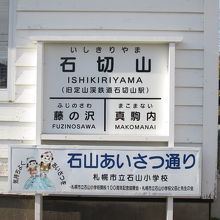 いしきりやま
石切山
ISHIKIRIYAMA
(旧定山渓鉄道石切山駅)
ふじのさわ
藤の沢
FUZINOSAWA
まこまない
真駒内
MAKOMANAI
石山あいさつ通り
札幌市立石山小学校